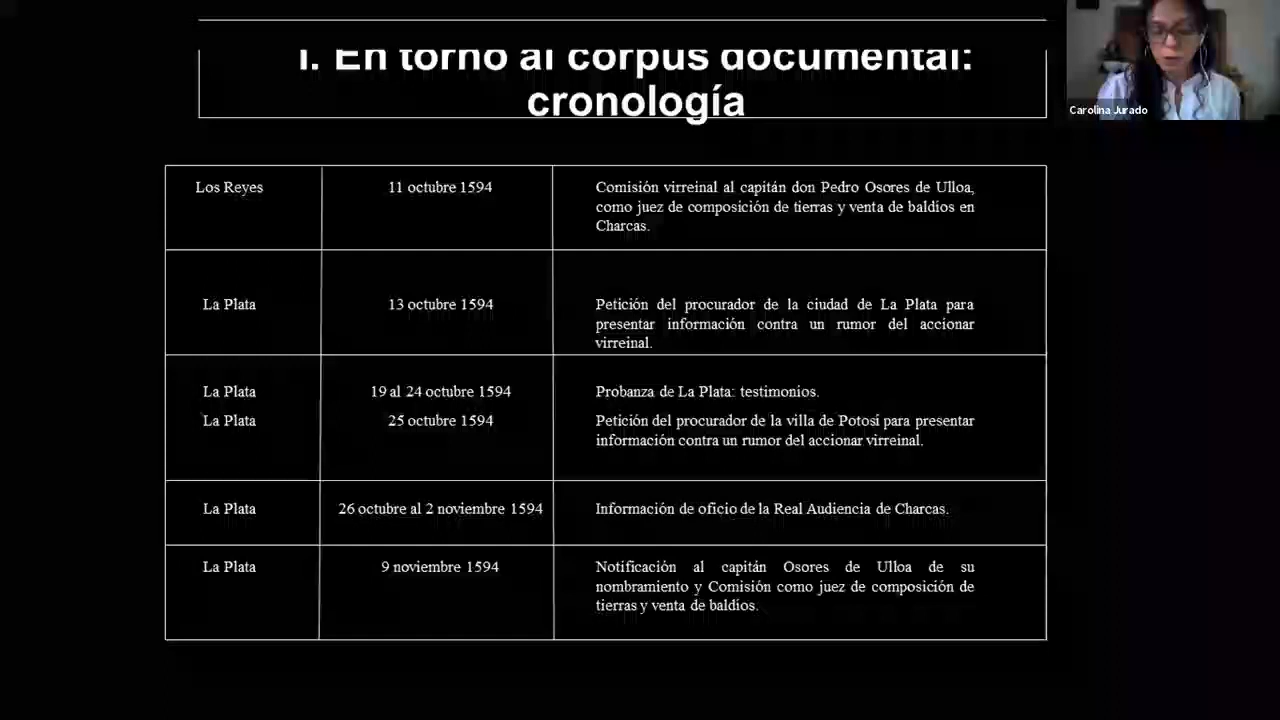 I. En torno al corpus documental:
cronología
Carolina Jurado
Los Reyes
11 octubre 1594
Comisión virreinal al capitán don Pedro Osores de Ulloa,
como juez de composición de tierras y venta de baldíos en
Charcas.
La Plata
13 octubre 1594
Petición del procurador de la ciudad de La Plata para
presentar información contra un rumor del accionar
virreinal.
La Plata
19 al 24 octubre 1594
Probanza de La Plata: testimonios.
La Plata
25 octubre 1594
Petición del procurador de la villa de Potosí para presentar
información contra un rumor del accionar virreinal.
La Plata
26 octubre al 2 noviembre 1594
Información de oficio de la Real Audiencia de Charcas.
La Plata
9 noviembre 1594
Notificación al capitán Osores de Ulloa de su
nombramiento y Comisión como juez de composición de
tierras y venta de baldíos.